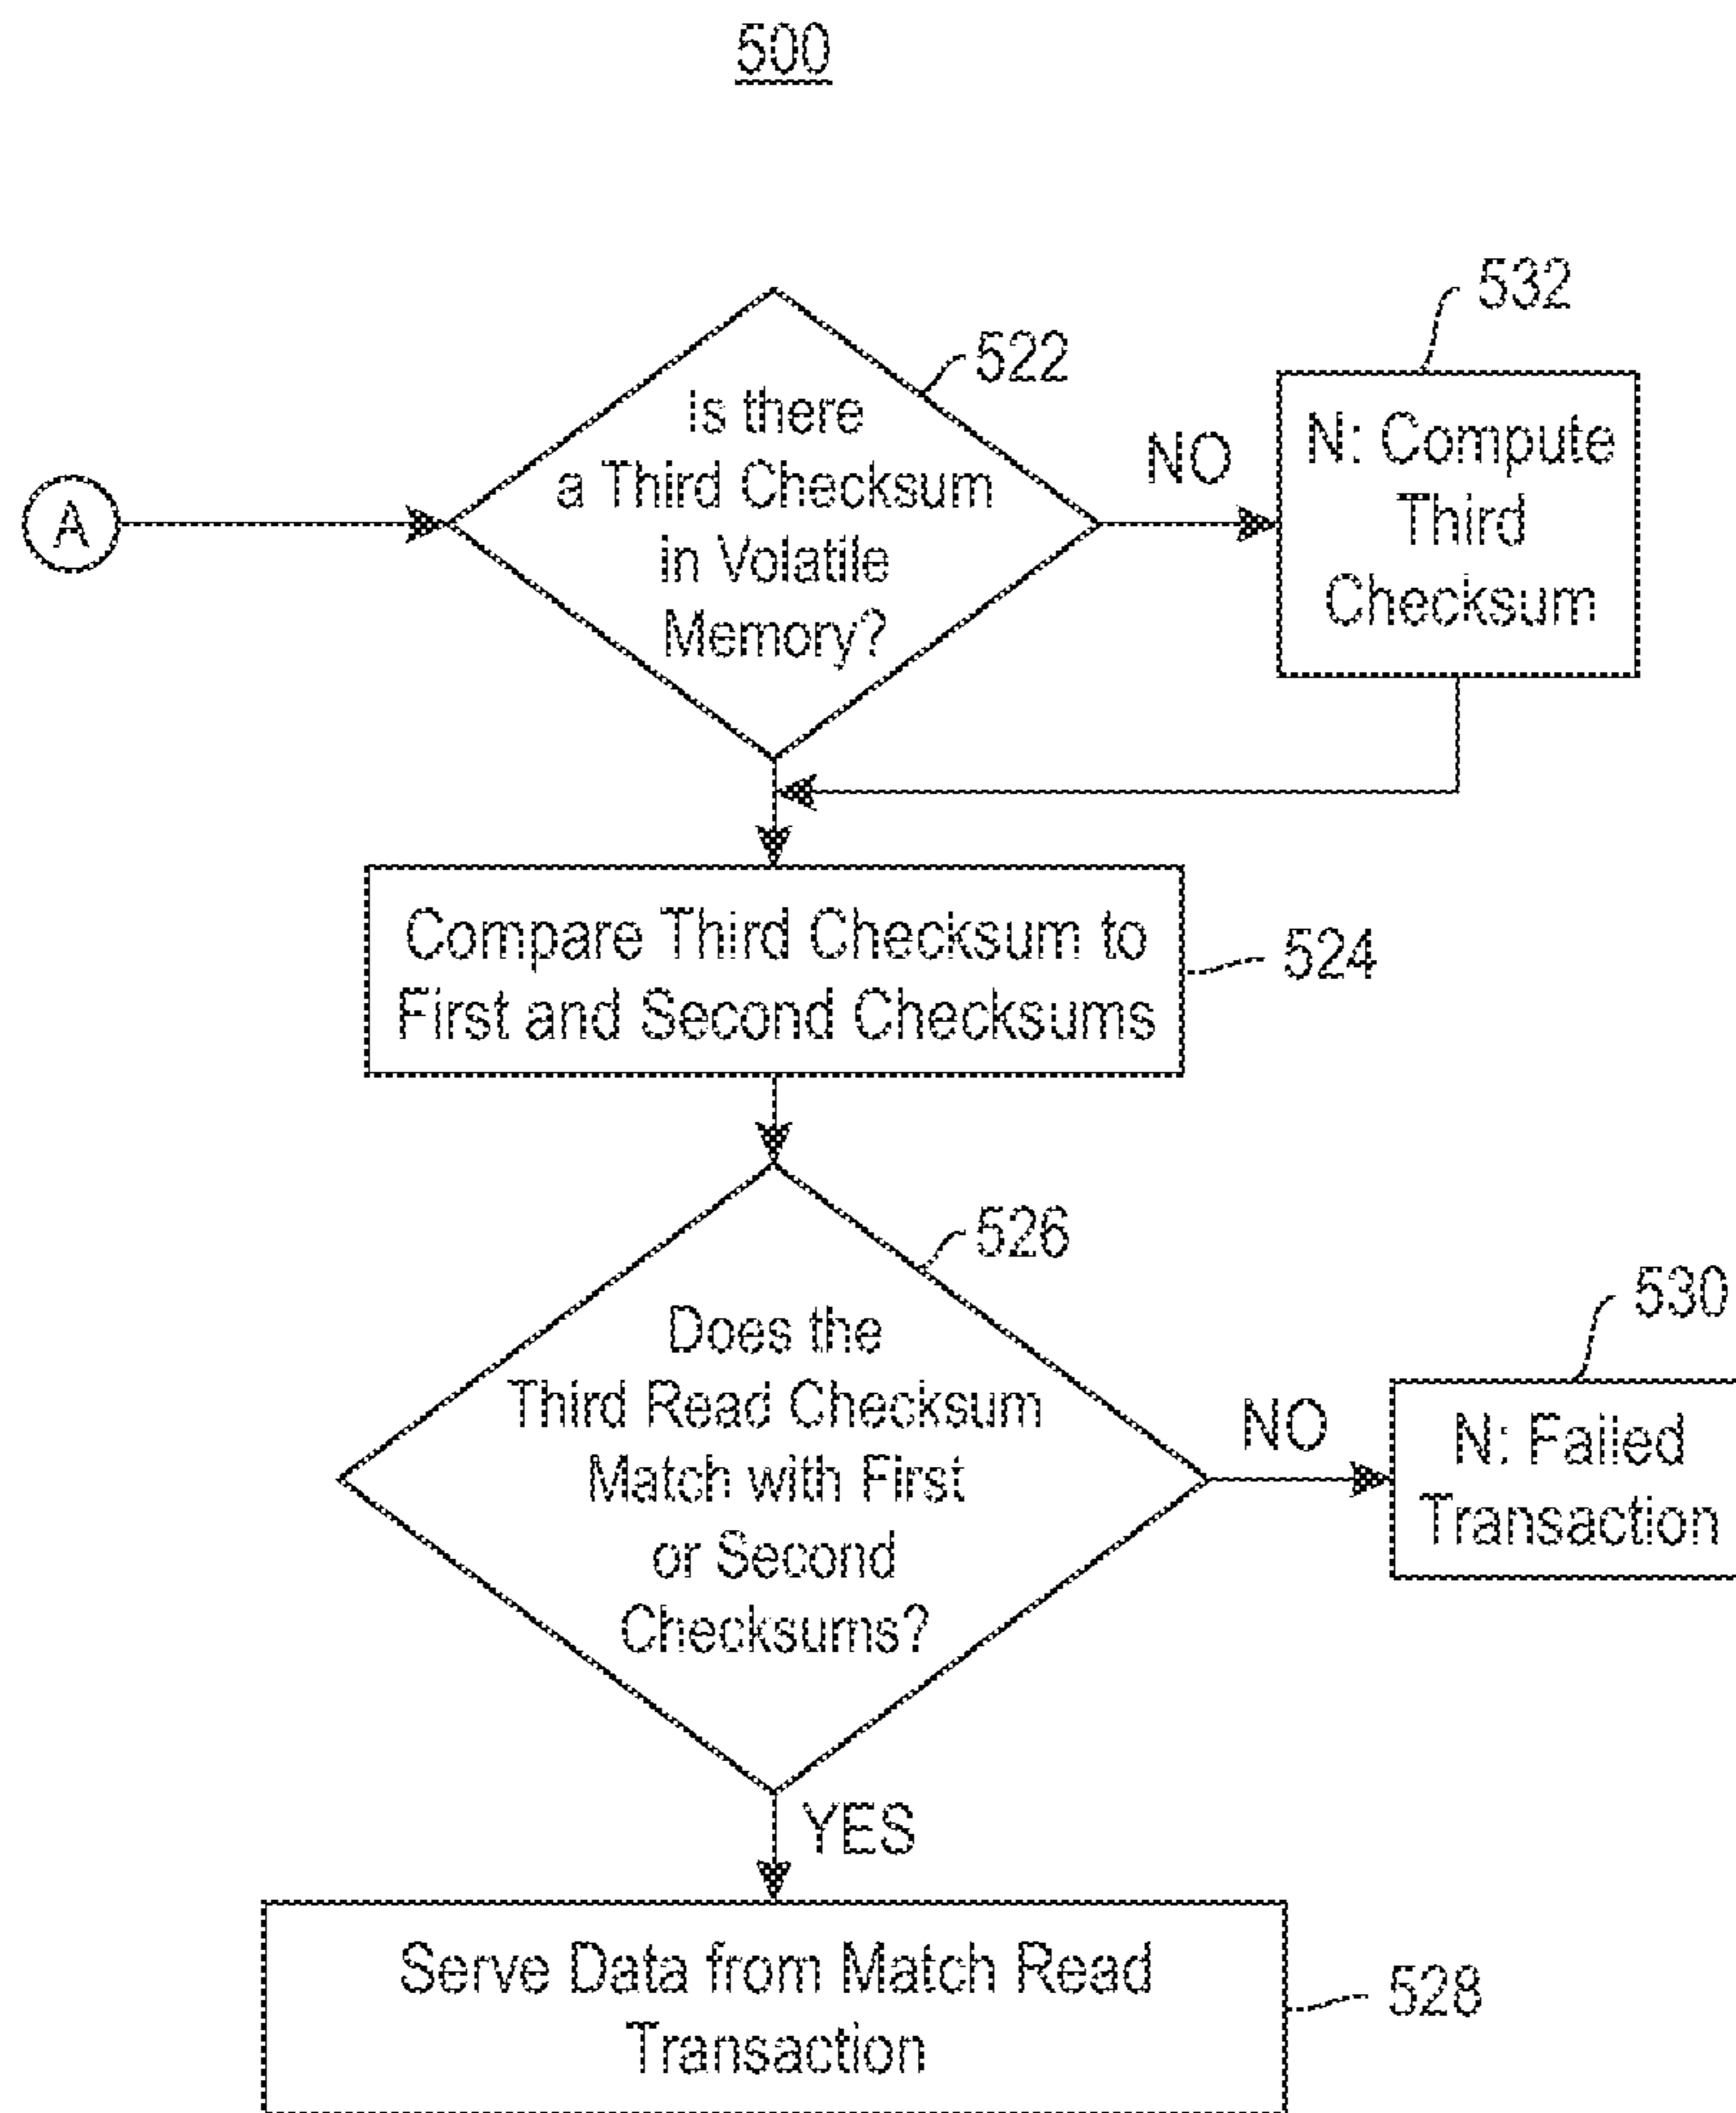 500
532
522
Is there
a Third Checksum
in Volatile
Memory?
NO
N: Compute
Third
Checksum
A
Compare Third Checksum to
First and Second Checksums
524
526
Does the
Third Read Checksum
Match with First
or Second
Checksums?
NO
530
N: Failed
Transaction
YES
Serve Data from Match Read
Transaction
528